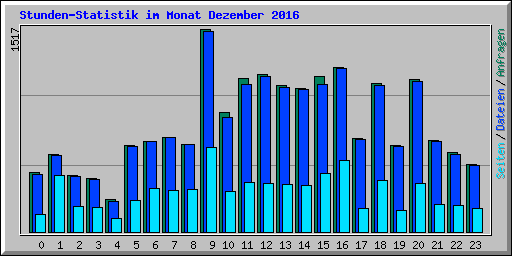 Stunden-Statistik im Monat Dezember 2016
1517
Seiten / Dateien / Anfragen
0 1 2 3 4 5 6 7 8 9 10 11 12 13 14 15 16 17 18 19 20 21 22 23